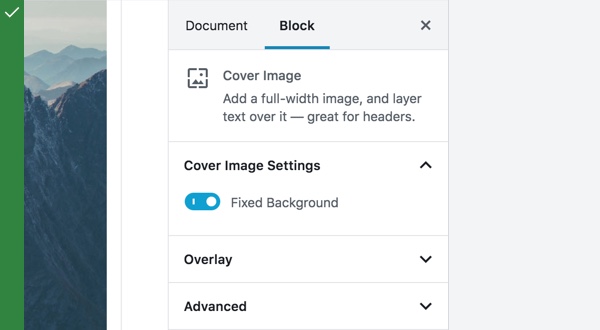 Document Block
Cover Image
Add a full-width image, and layer
text over it — great for headers.
Cover Image Settings
Fixed Background
Overlay
Advanced